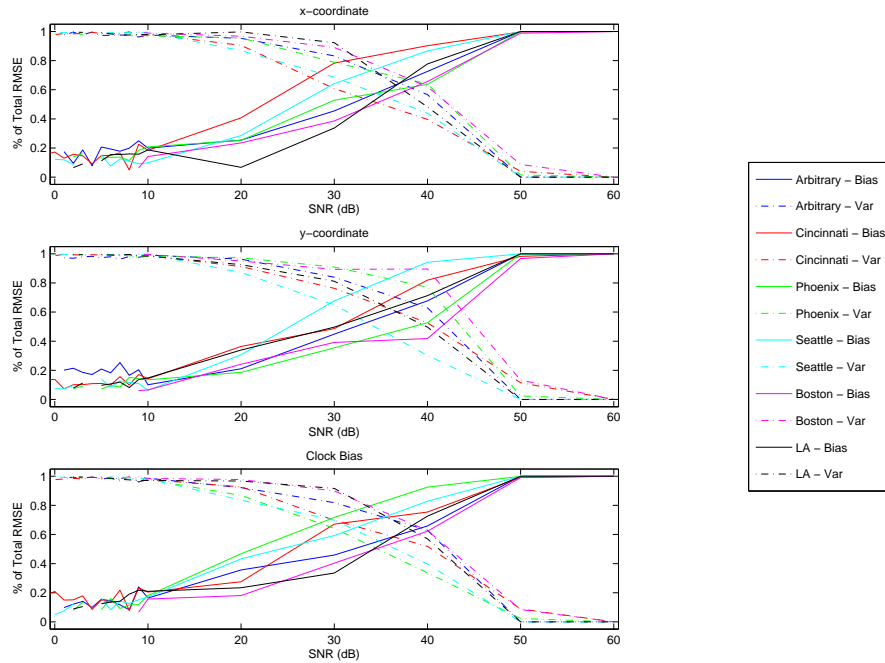 x−coordinate
% of Total RMSE
1
0.8
0.6
0.4
0.2
0
0 10 20 30 40 50 60
SNR (dB)
y−coordinate
% of Total RMSE
1
0.8
0.6
0.4
0.2
0
0 10 20 30 40 50 60
SNR (dB)
Clock Bias
% of Total RMSE
1
0.8
0.6
0.4
0.2
0
0 10 20 30 40 50 60
SNR (dB)
Arbitrary − Bias
Arbitrary − Var
Cincinnati − Bias
Cincinnati − Var
Phoenix − Bias
Phoenix − Var
Seattle − Bias
Seattle − Var
Boston − Bias
Boston − Var
LA − Bias
LA − Var